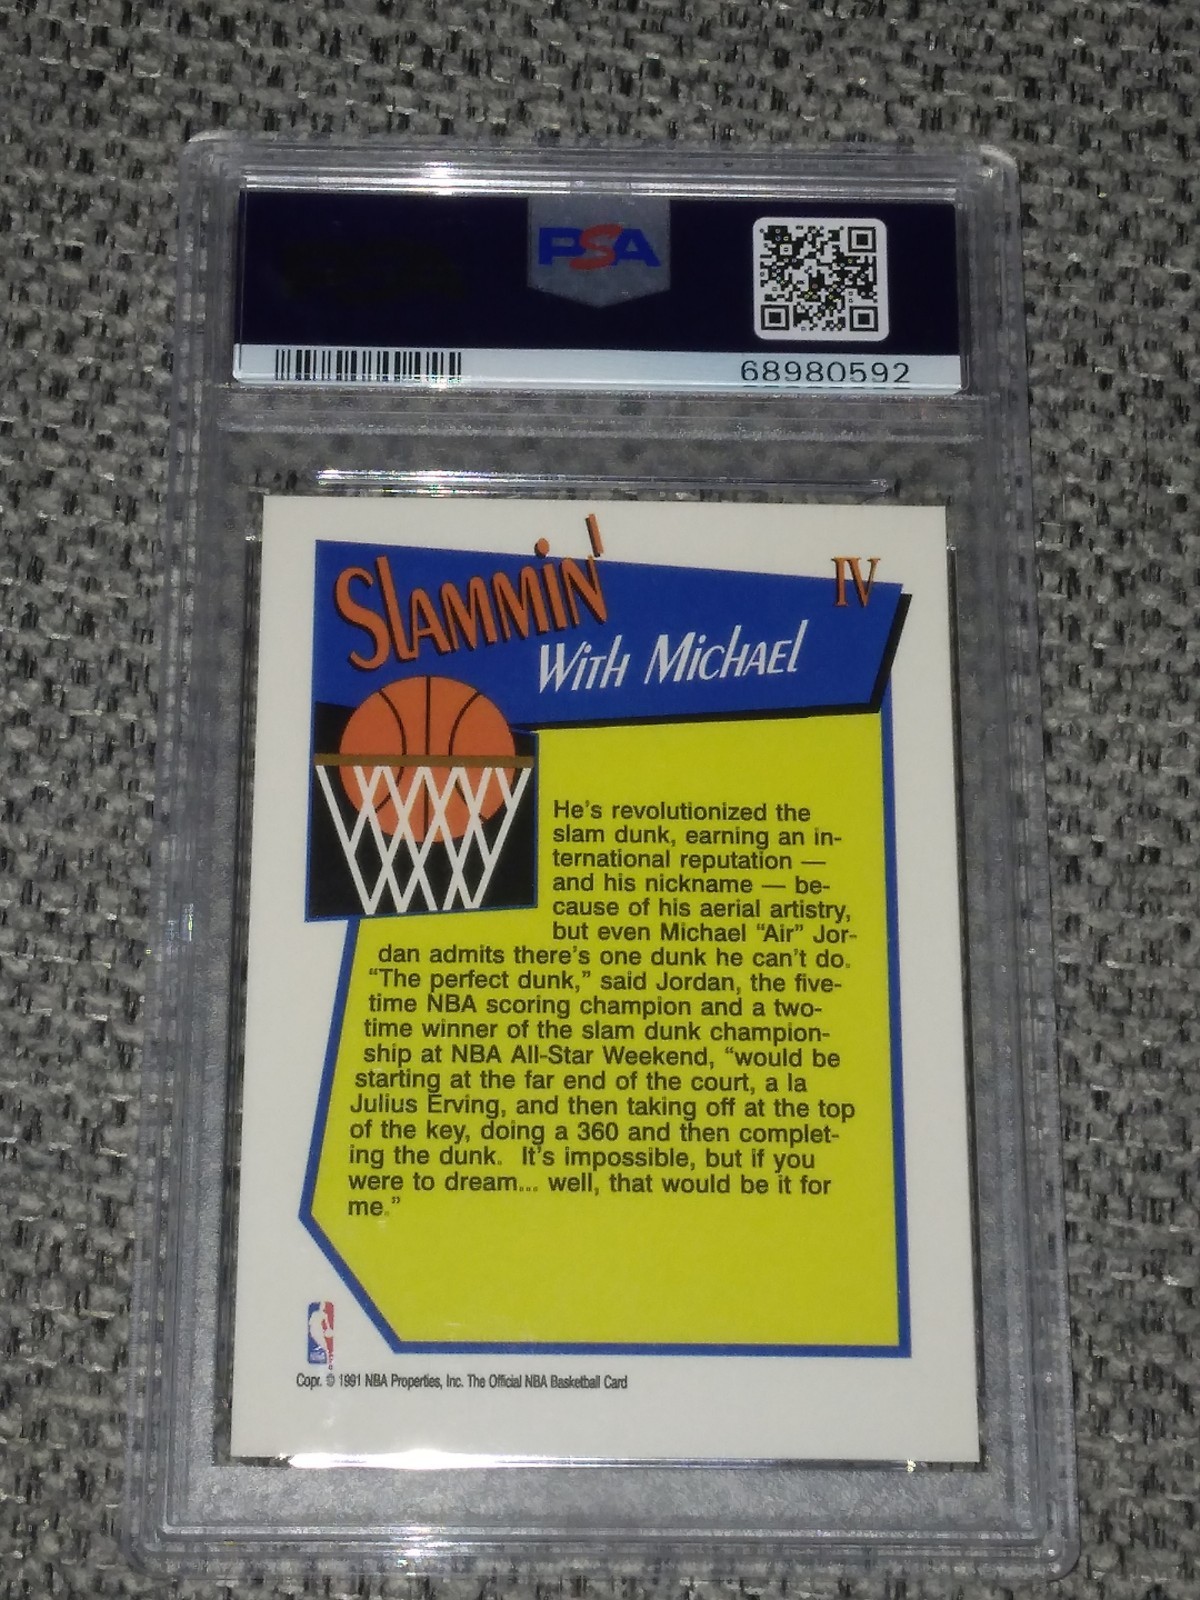 PSA
68980592
Slammin'
IV
With Michael
He's revolutionized the
slam dunk, earning an in-
ternational reputation —
and his nickname — be-
cause of his aerial artistry,
but even Michael "Air" Jor-
dan admits there's one dunk he can't do.
"The perfect dunk," said Jordan, the five-
time NBA scoring champion and a two-
time winner of the slam dunk champion-
ship at NBA All-Star Weekend, "would be
starting at the far end of the court, a la
Julius Erving, and then taking off at the top
of the key, doing a 360 and then complet-
ing the dunk. It's impossible, but if you
were to dream... well, that would be it for
me."
Copr. © 1991 NBA Properties, Inc. The Official NBA Basketball Card